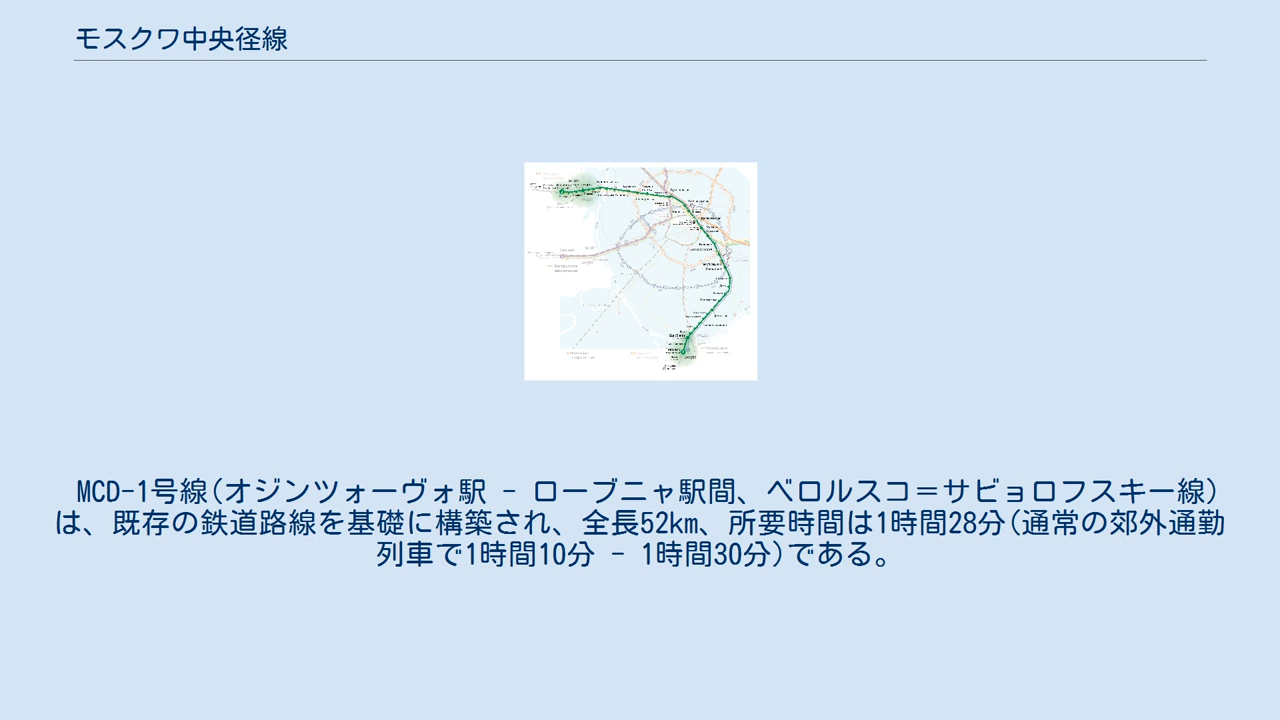 モスクワ中央径線
MCD-1号線(オジンツォーヴォ駅 - ローブニャ駅間、ベロルスコ＝サビョロフスキー線)
は、既存の鉄道路線を基礎に構築され、全長52km、所要時間は1時間28分(通常の郊外通勤
列車で1時間10分 - 1時間30分)である。